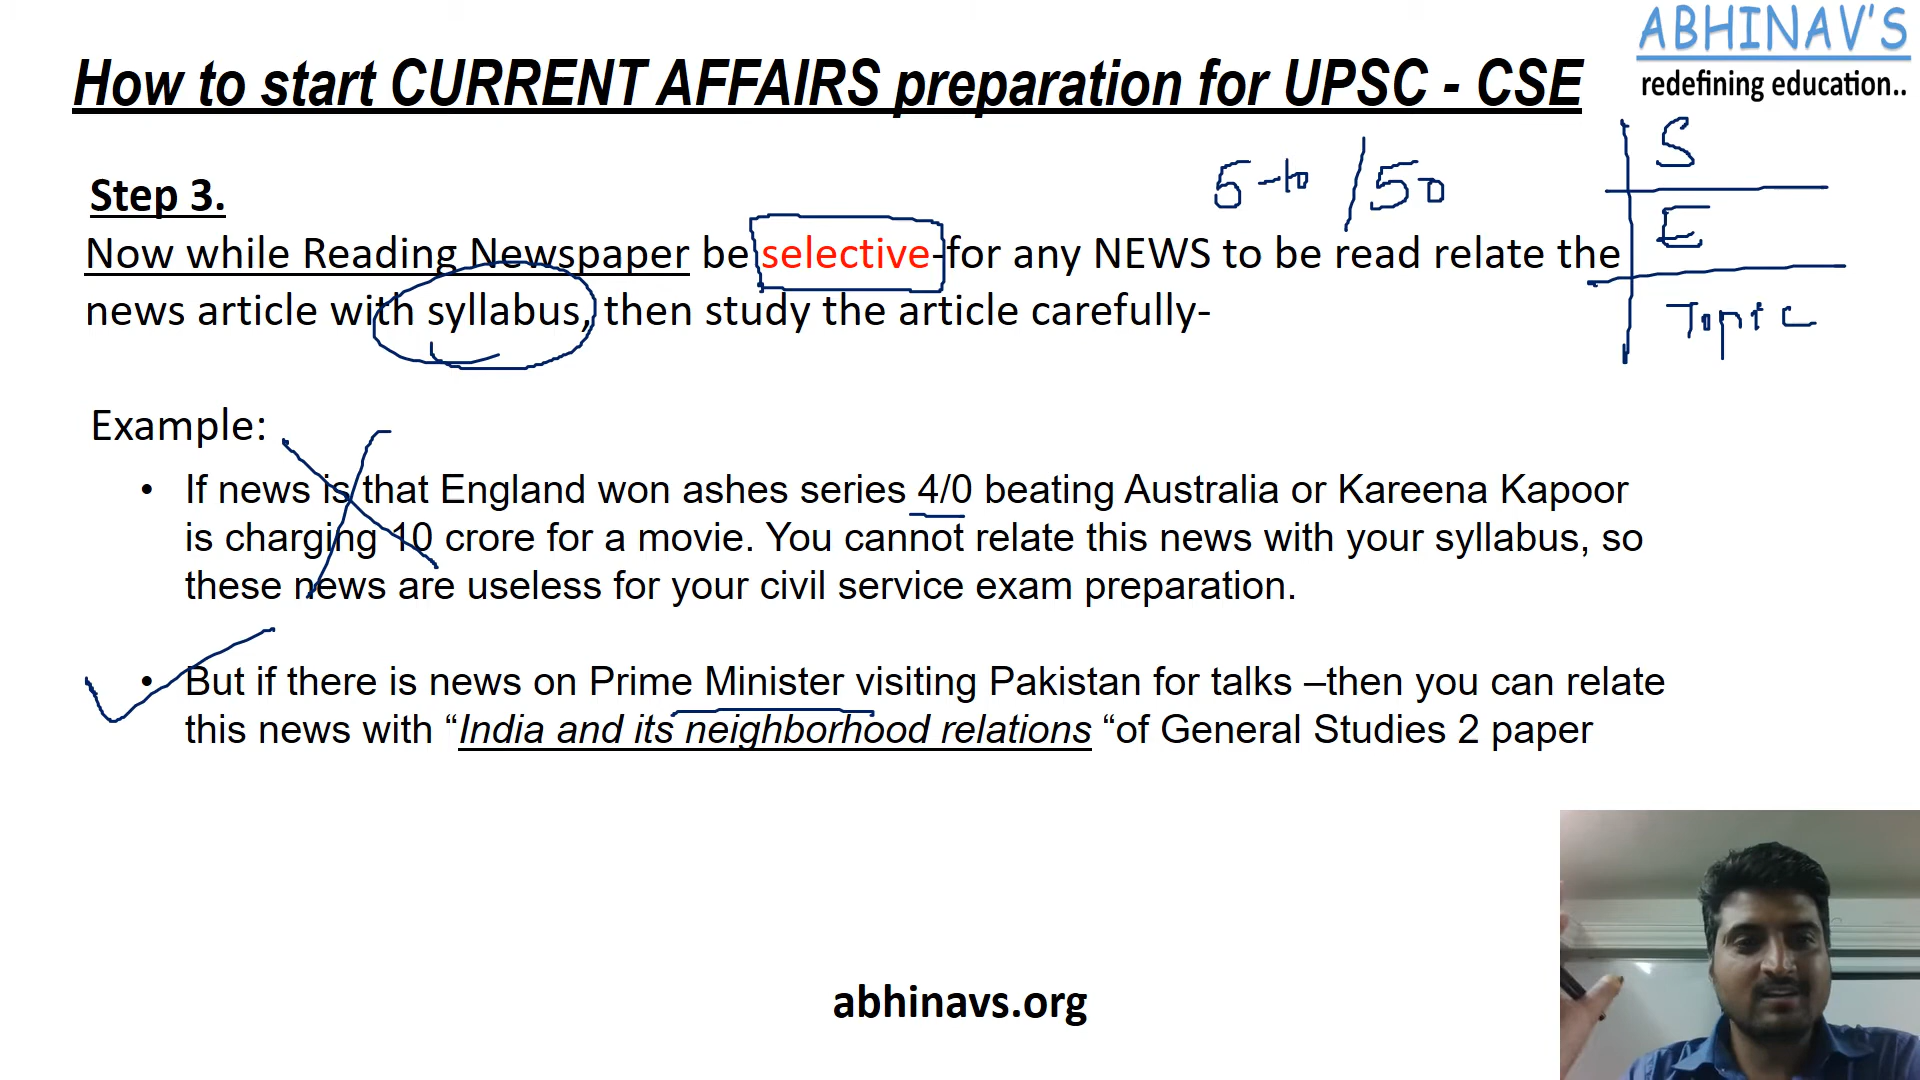 ABHINAV'S
redefining education..
How to start CURRENT AFFAIRS preparation for UPSC - CSE
S
5-10 / 50
Step 3.
E
Now while Reading Newspaper be selective-for any NEWS to be read relate the
news article with syllabus, then study the article carefully-
Topic
Example:
• If news is that England won ashes series 4/0 beating Australia or Kareena Kapoor
is charging 10 crore for a movie. You cannot relate this news with your syllabus, so
these news are useless for your civil service exam preparation.
• But if there is news on Prime Minister visiting Pakistan for talks –then you can relate
this news with “India and its neighborhood relations “of General Studies 2 paper
abhinavs.org